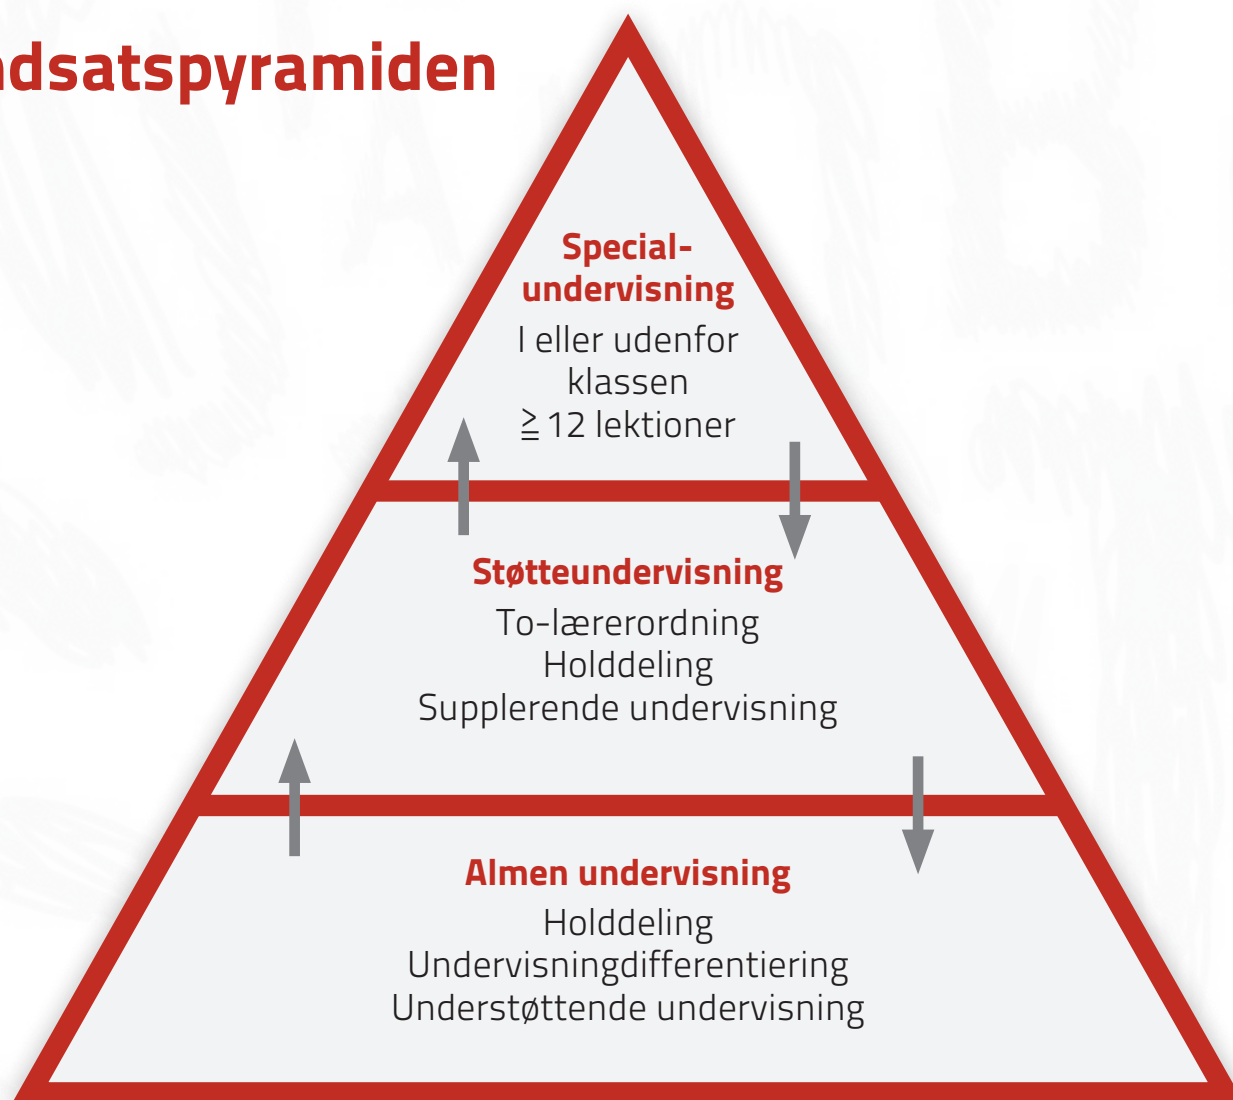 ndsatspyramiden
Special-
undervisning
I eller udenfor
klassen
≧ 12 lektioner
Støtteundervisning
To-lærerordning
Holddeling
Supplerende undervisning
Almen undervisning
Holddeling
Undervisningdifferentiering
Understøttende undervisning